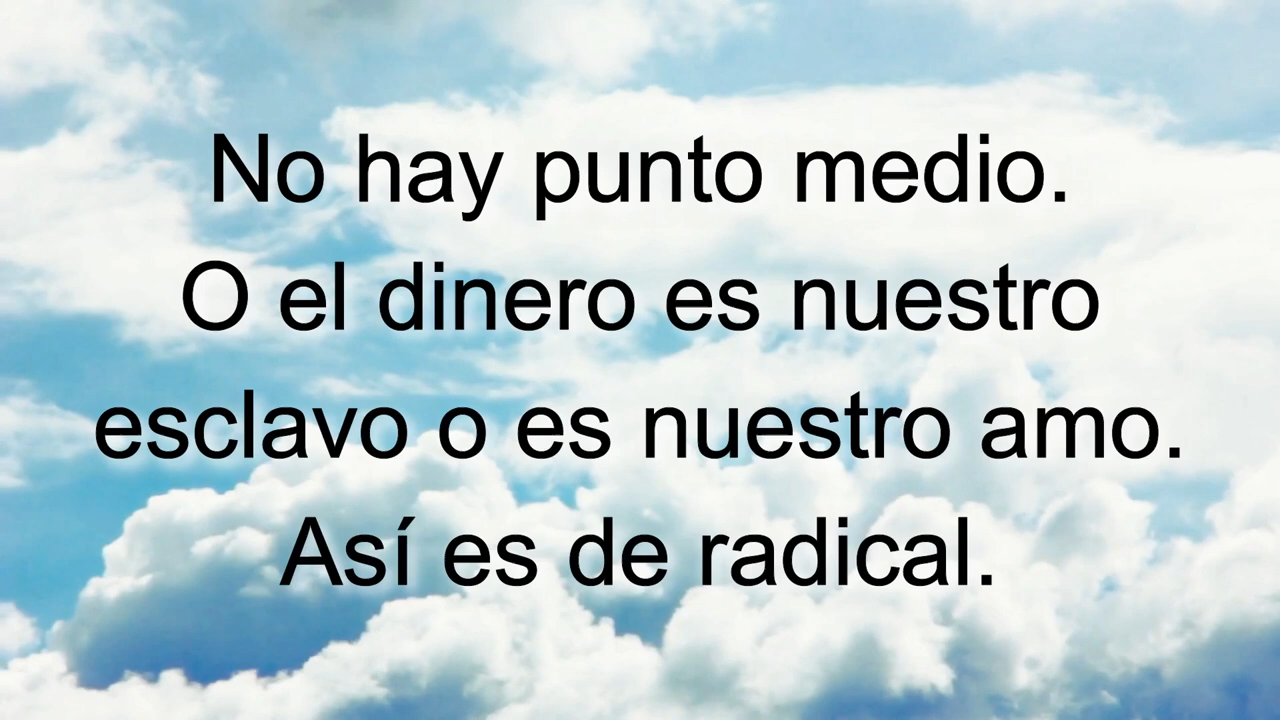 No hay punto medio.
O el dinero es nuestro
esclavo o es nuestro amo.
Así es de radical.